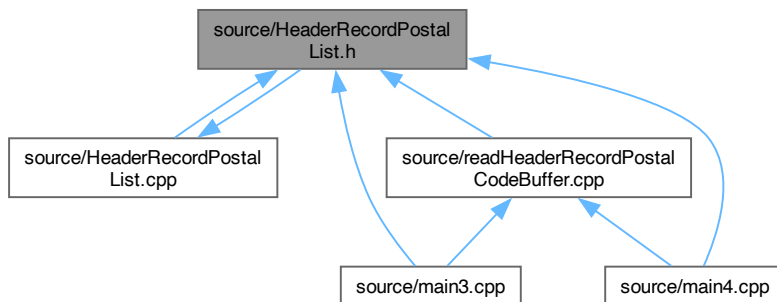 source/HeaderRecordPostal
List.h
source/HeaderRecordPostal
List.cpp
source/readHeaderRecordPostal
CodeBuffer.cpp
source/main3.cpp
source/main4.cpp